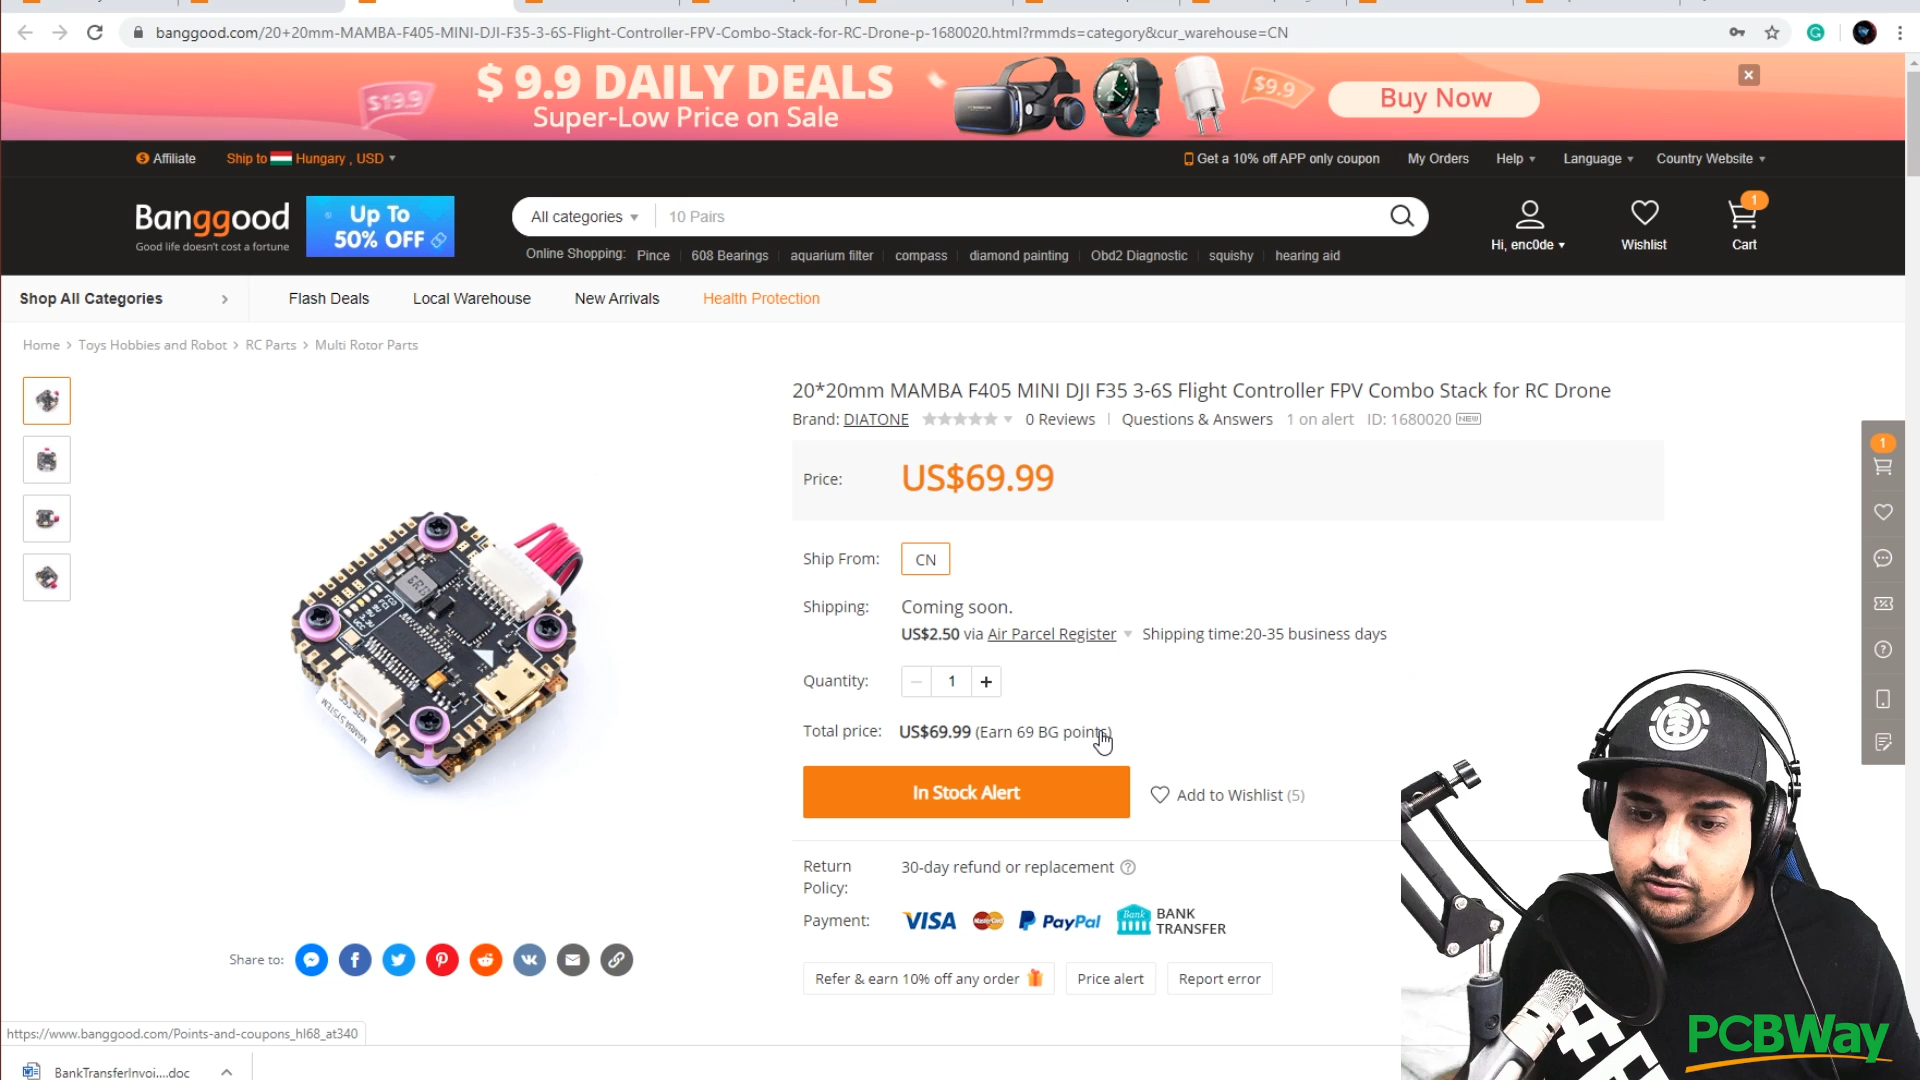 banggood.com/20+20mm-MAMBA-F405-MINI-DJI-F35-3-6S-Flight-Controller-FPV-Combo-Stack-for-RC-Drone-p-1680020.html?rmmds=category&cur_warehouse=CN
$19.9
$ 9.9 DAILY DEALS
Super-Low Price on Sale
$9.9
Buy Now
Affiliate
Ship to Hungary , USD
Get a 10% off APP only coupon
My Orders
Help
Language
Country Website
Banggood
Good life doesn't cost a fortune
Up To
50% OFF
All categories
10 Pairs
Hi, enc0de
Wishlist
1
Cart
Online Shopping:
Pince
608 Bearings
aquarium filter
compass
diamond painting
Obd2 Diagnostic
squishy
hearing aid
Shop All Categories
Flash Deals
Local Warehouse
New Arrivals
Health Protection
Home > Toys Hobbies and Robot > RC Parts > Multi Rotor Parts
20*20mm MAMBA F405 MINI DJI F35 3-6S Flight Controller FPV Combo Stack for RC Drone
Brand: DIATONE
0 Reviews
Questions & Answers
1 on alert
ID: 1680020 NEW
Price:
US$69.99
Ship From:
CN
Shipping:
Coming soon.
US$2.50 via Air Parcel Register
Shipping time:20-35 business days
Quantity:
1
Total price:
US$69.99 (Earn 69 BG points)
In Stock Alert
Add to Wishlist (5)
Return
Policy:
30-day refund or replacement
Payment:
VISA
MasterCard
PayPal
Bank
BANK
TRANSFER
Refer & earn 10% off any order
Price alert
Report error
Share to:
1
MAMBA SYSTEM
https://www.banggood.com/Points-and-coupons_hl68_at340
BankTransferInvoi....doc
PCBWay